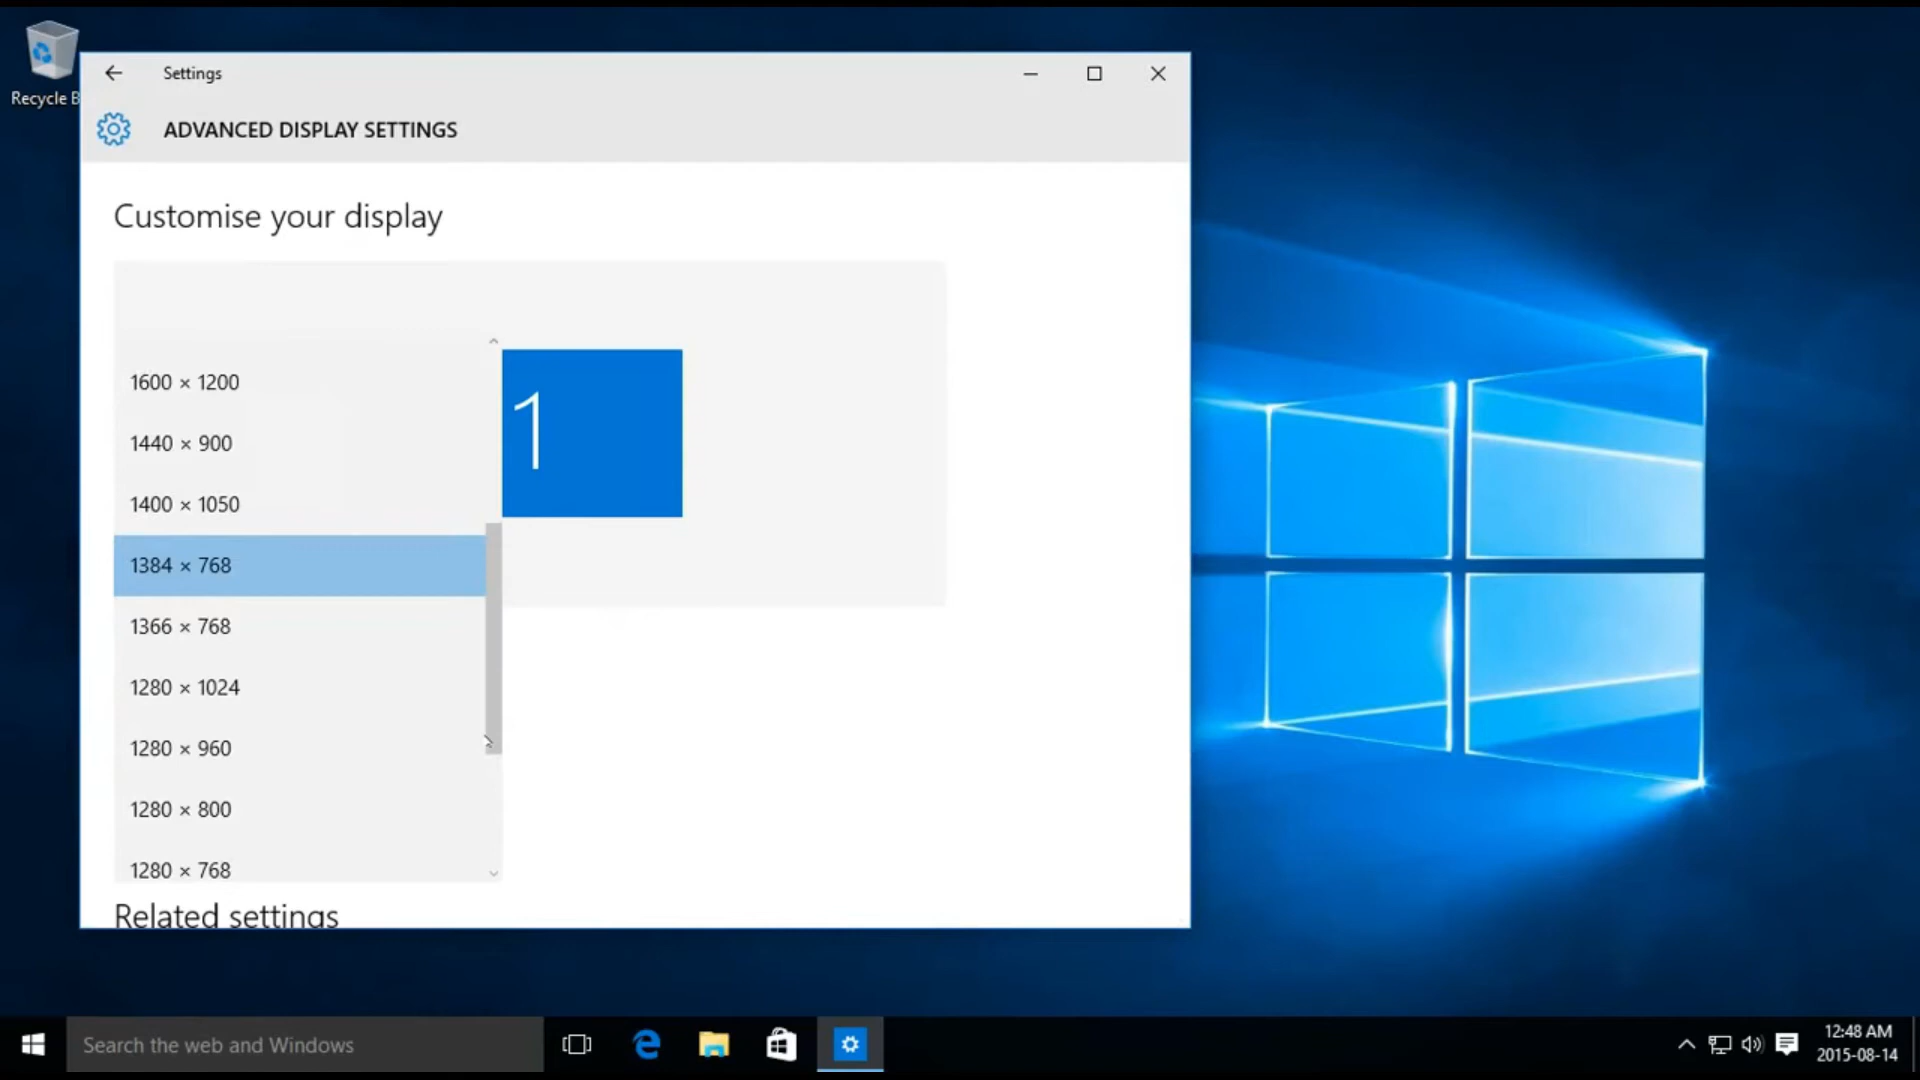 Recycle B
Settings
ADVANCED DISPLAY SETTINGS
Customise your display
1
1600 × 1200
1440 × 900
1400 × 1050
1384 × 768
1366 × 768
1280 × 1024
1280 × 960
1280 × 800
1280 × 768
Related settings
Search the web and Windows
12:48 AM
2015-08-14